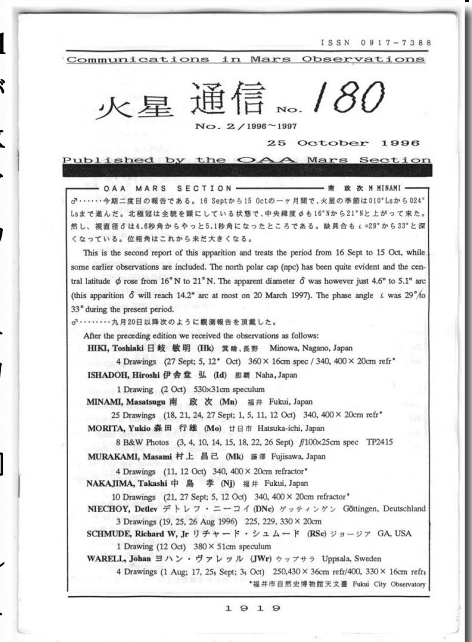 ISSN 0917-7388
Communications in Mars Observations
火星 通信 No. 180
No. 2/1996~1997
25 October 1996
Published by the OAA Mars Section
OAA MARS SECTION 南 政 次 M MINAMI
♂······今期二度目の報告である。16 Septから15 Octの一ヶ月間で、火星の季節は010°Lsから024°
Lsまで進んだ。北極冠は全貌を顕にしている状態で、中央緯度φも16°Nから21°Nと上がって来た。
然し、視直径δは4.6秒角からやっと5.1秒角になったところである。缺具合もι=29°から33°と深
くなっている。位相角はこれから未だ大きくなる。
This is the second report of this apparition and treats the period from 16 Sept to 15 Oct, while
some earlier observations are included. The north polar cap (npc) has been quite evident and the cen-
tral latitude φ rose from 16°N to 21°N. The apparent diameter δ was however just 4.6" to 5.1" arc
(this apparition δ will reach 14.2" arc at most on 20 March 1997). The phase angle ι was 29° to
33° during the present period.
♂·········九月20日以降次のように観測報告を頂戴した。
After the preceding edition we received the observations as follows:
HIKI, Toshiaki 日岐 敏明 (Hk) 箕輪、長野 Minowa, Nagano, Japan
4 Drawings (27 Sept; 5, 12* Oct) 360×16cm spec / 340, 400×20cm refr*
ISHADOH, Hiroshi 伊舎堂 弘 (Id) 那覇 Naha, Japan
1 Drawing (2 Oct) 530×31cm speculum
MINAMI, Masatsugu 南 政 次 (Mn) 福井 Fukui, Japan
25 Drawings (18, 21, 24, 27 Sept; 1, 5, 11, 12 Oct) 340, 400×20cm refr*
MORITA, Yukio 森田 行雄 (Mo) 廿日市 Hatsuka-ichi, Japan
8 B&W Photos (3, 4, 10, 14, 15, 18, 22, 26 Sept) f/100×25cm spec TP2415
MURAKAMI, Masami 村上 昌己 (Mk) 藤澤 Fujisawa, Japan
4 Drawings (11, 12 Oct) 340, 400×20cm refractor*
NAKAJIMA, Takashi 中 島 孝 (Nj) 福井 Fukui, Japan
10 Drawings (21, 27 Sept; 5, 12 Oct) 340, 400×20cm refractor*
NIECHOY, Detlev デトレフ・ニーコイ(DNc) ゲッティンゲン Göttingen, Deutschland
3 Drawings (19, 25, 26 Aug 1996) 225, 229, 330×20cm
SCHMUDE, Richard W, Jr リチャード・シュムード (RSc) ジョージア GA, USA
1 Drawing (12 Oct) 380×51cm speculum
WARELL, Johan ヨハン・ヴァレッル (JWr) ウップサラ Uppsala, Sweden
4 Drawings (1 Aug; 17, 25, Sept; 3, Oct) 250,430×36cm refr/400, 330×16cm refr,
*福井市自然史博物館天文臺 Fukui City Observatory
1919